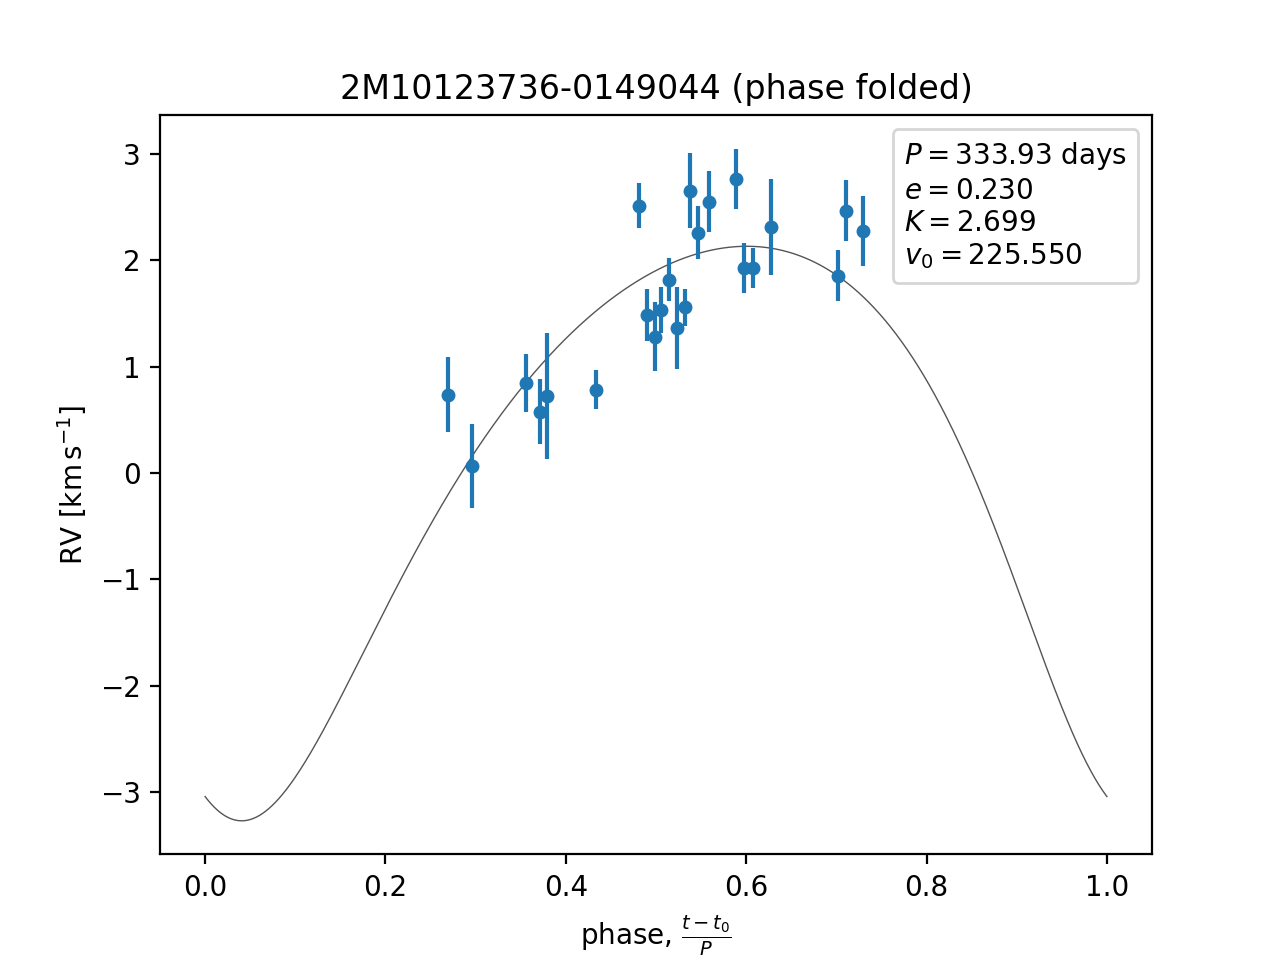 2M10123736-0149044 (phase folded)
P = 333.93 days
e = 0.230
K = 2.699
v₀ = 225.550
3
2
1
0
−1
−2
−3
RV [km s⁻¹]
0.0 0.2 0.4 0.6 0.8 1.0
phase, (t − t₀)/P